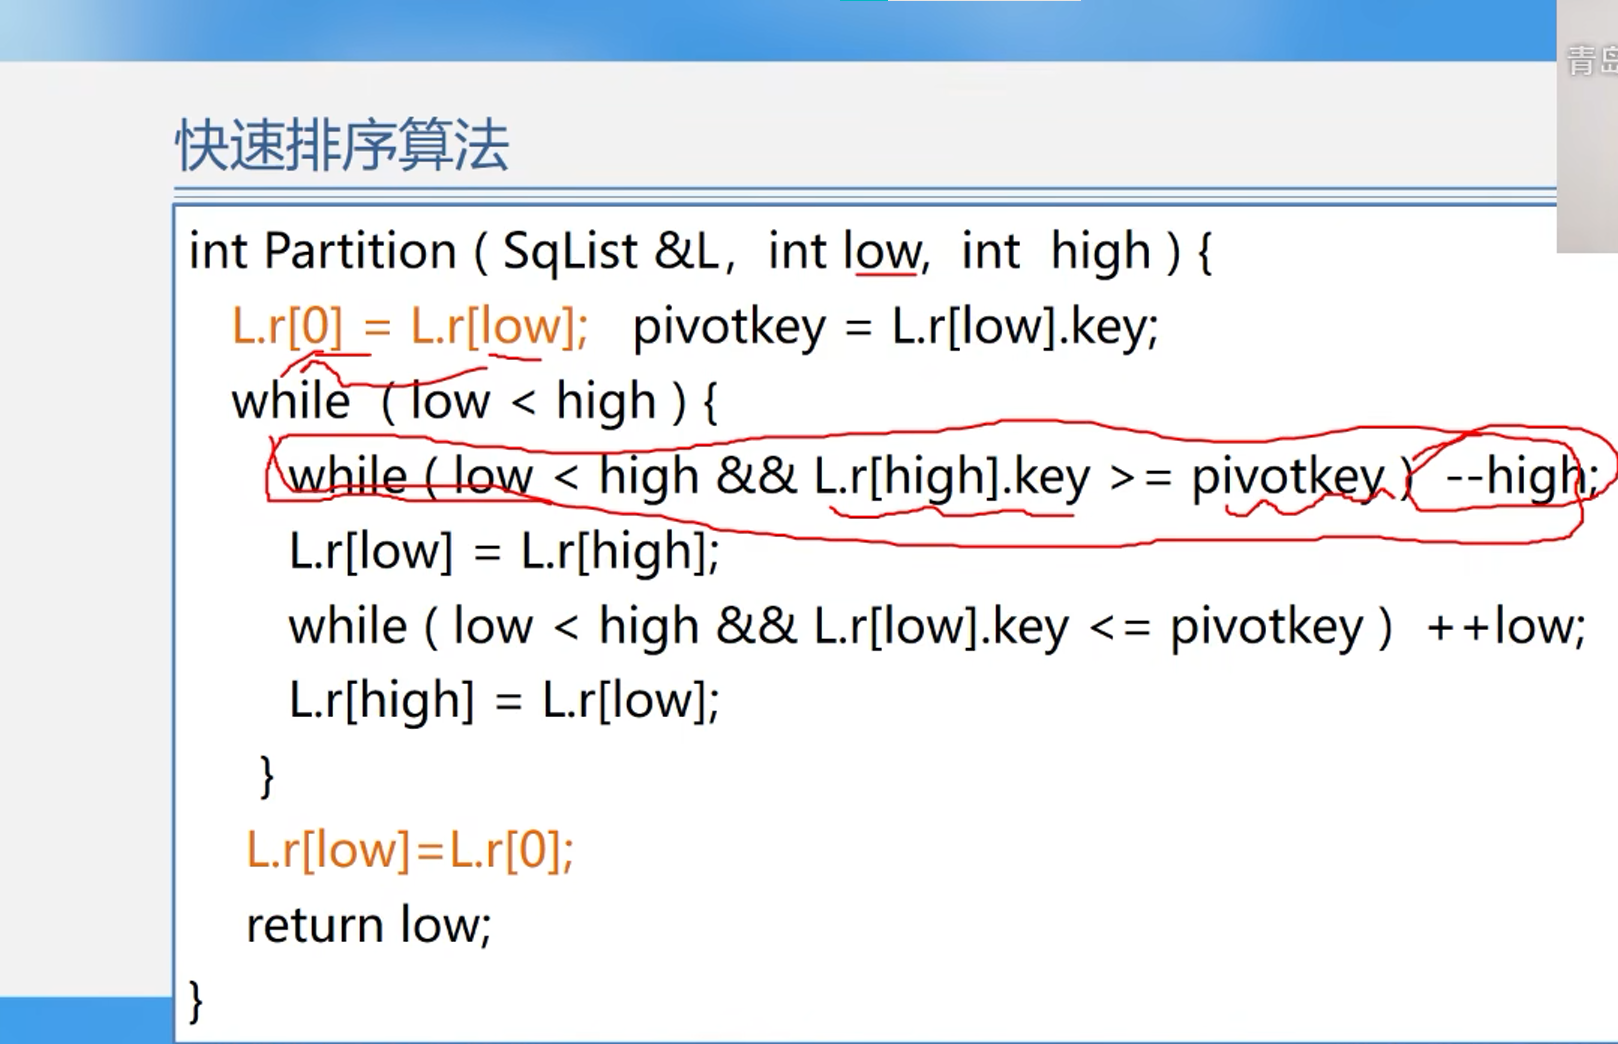 青岛
快速排序算法
int Partition ( SqList &L，int low, int high ) {
L.r[0] = L.r[low]; pivotkey = L.r[low].key;
while ( low < high ) {
while ( low < high && L.r[high].key >= pivotkey ) --high;
L.r[low] = L.r[high];
while ( low < high && L.r[low].key <= pivotkey ) ++low;
L.r[high] = L.r[low];
}
L.r[low]=L.r[0];
return low;
}